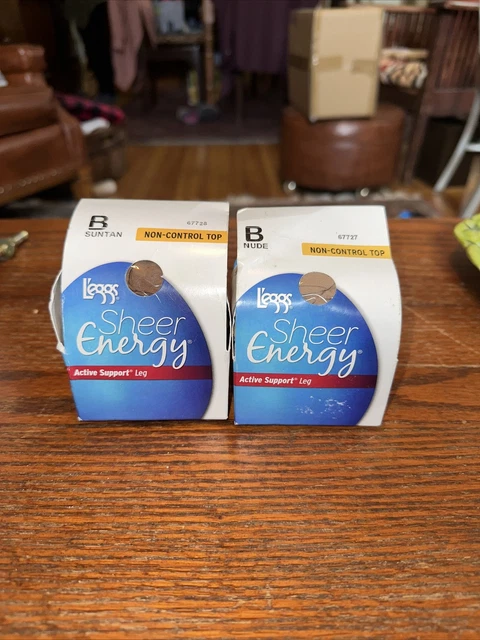 B
SUNTAN
67729
NON-CONTROL TOP
L'eggs®
Sheer
Energy®
Active Support* Leg
B
NUDE
67727
NON-CONTROL TOP
L'eggs®
Sheer
Energy®
Active Support* Leg